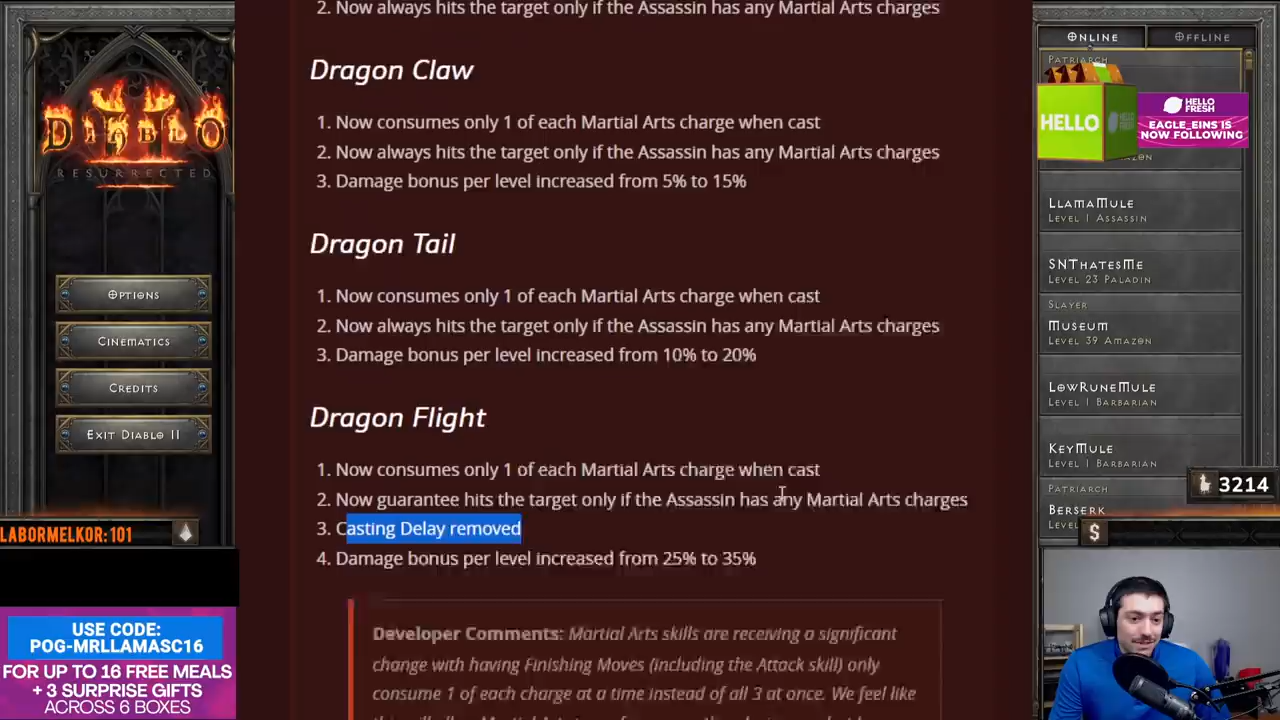 2. Now always hits the target only if the Assassin has any Martial Arts charges
Dragon Claw
1. Now consumes only 1 of each Martial Arts charge when cast
2. Now always hits the target only if the Assassin has any Martial Arts charges
3. Damage bonus per level increased from 5% to 15%
Dragon Tail
1. Now consumes only 1 of each Martial Arts charge when cast
2. Now always hits the target only if the Assassin has any Martial Arts charges
3. Damage bonus per level increased from 10% to 20%
Dragon Flight
1. Now consumes only 1 of each Martial Arts charge when cast
2. Now guarantee hits the target only if the Assassin has any Martial Arts charges
3. Casting Delay removed
4. Damage bonus per level increased from 25% to 35%
Developer Comments: Martial Arts skills are receiving a significant
change with having Finishing Moves (including the Attack skill) only
consume 1 of each charge at a time instead of all 3 at once. We feel like
DIABLO II
RESURRECTED
Options
Cinematics
Credits
Exit Diablo II
LABORMELKOR: 101
USE CODE:
POG-MRLLAMASC16
FOR UP TO 16 FREE MEALS
+ 3 SURPRISE GIFTS
ACROSS 6 BOXES
Online
Offline
Patriarch
HELLO
HELLO
FRESH
EAGLE_EINS IS
NOW FOLLOWING
LlamaMule
Level 1 Assassin
SNThatesMe
Level 23 Paladin
Slayer
Museum
Level 39 Amazon
LowRuneMule
Level 1 Barbarian
KeyMule
Level 1 Barbarian
Patriarch
Berserk
Level
3214
$